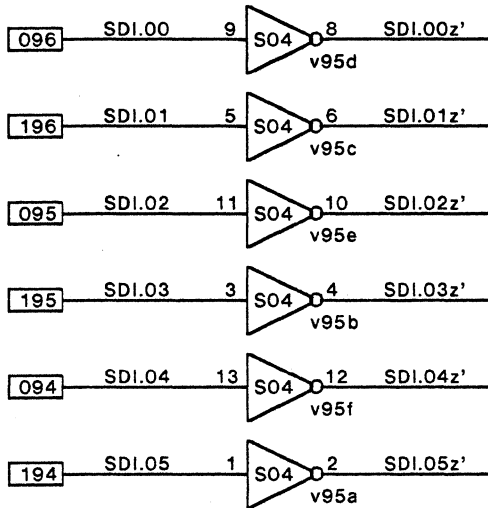 096 SDI.00 9 S04 8 SDI.00z'
v95d
196 SDI.01 5 S04 6 SDI.01z'
v95c
095 SDI.02 11 S04 10 SDI.02z'
v95e
195 SDI.03 3 S04 4 SDI.03z'
v95b
094 SDI.04 13 S04 12 SDI.04z'
v95f
194 SDI.05 1 S04 2 SDI.05z'
v95a